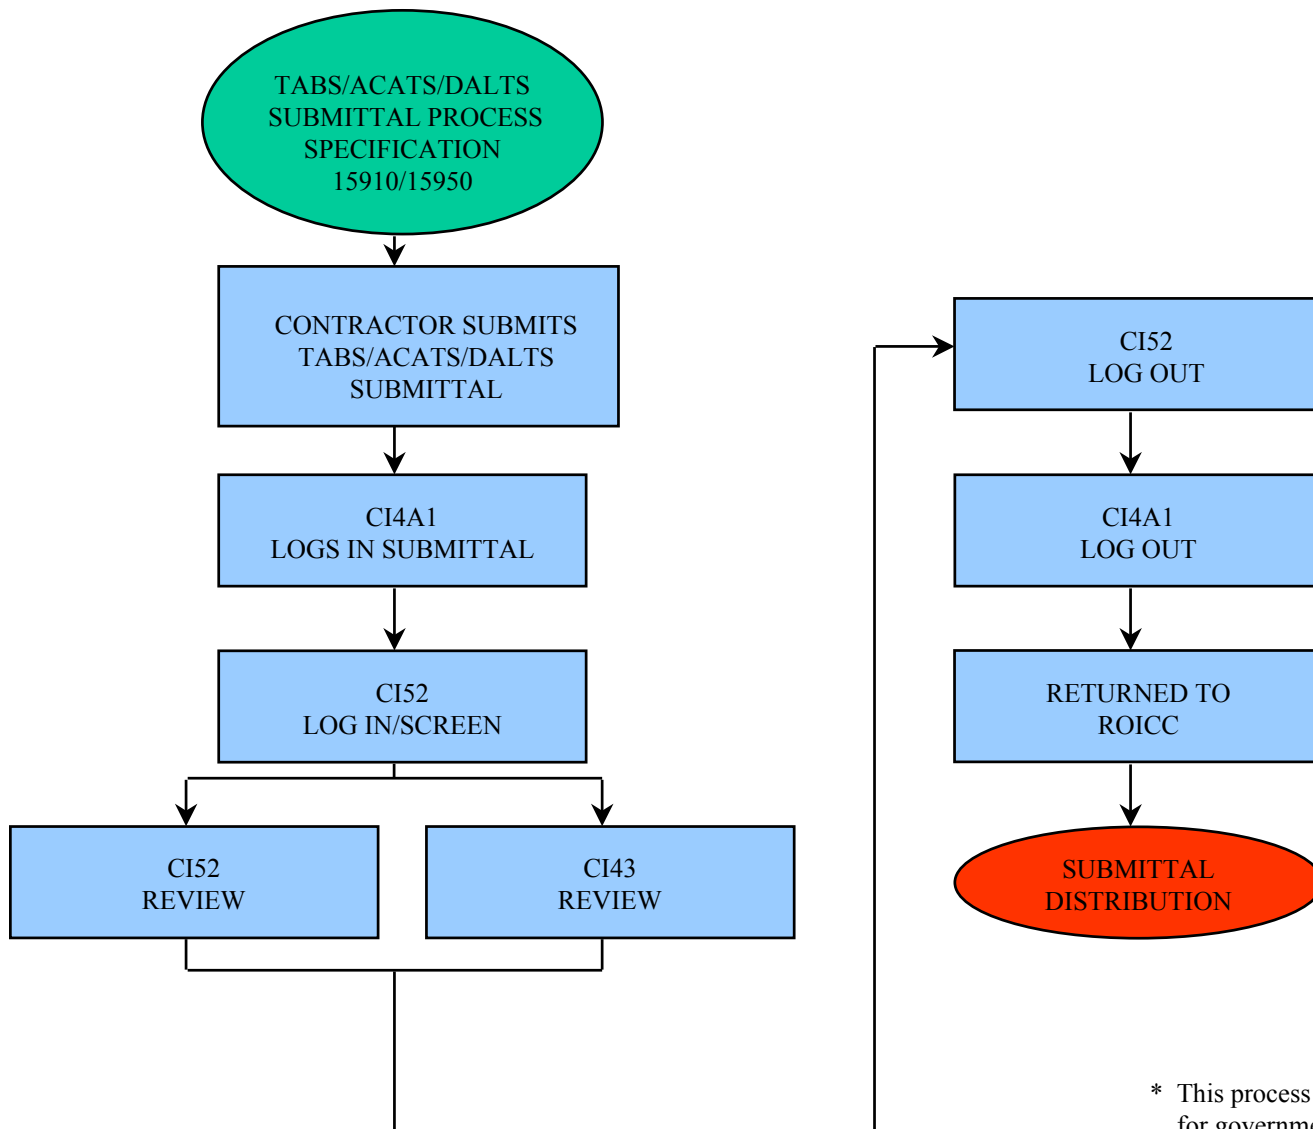 TABS/ACATS/DALTS
SUBMITTAL PROCESS
SPECIFICATION
15910/15950
CONTRACTOR SUBMITS
TABS/ACATS/DALTS
SUBMITTAL
CI4A1
LOGS IN SUBMITTAL
CI52
LOG IN/SCREEN
CI52
REVIEW
CI43
REVIEW
CI52
LOG OUT
CI4A1
LOG OUT
RETURNED TO
ROICC
SUBMITTAL
DISTRIBUTION
* This process
for governme